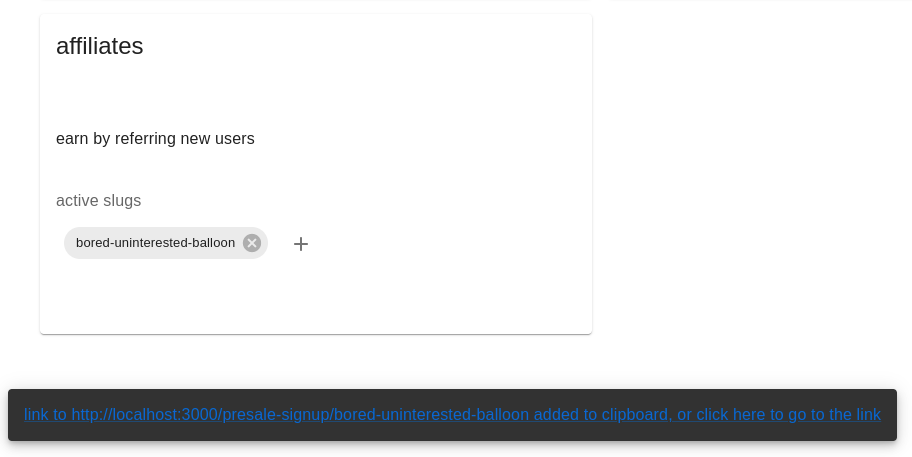 affiliates
earn by referring new users
active slugs
bored-uninterested-balloon
link to http://localhost:3000/presale-signup/bored-uninterested-balloon added to clipboard, or click here to go to the link